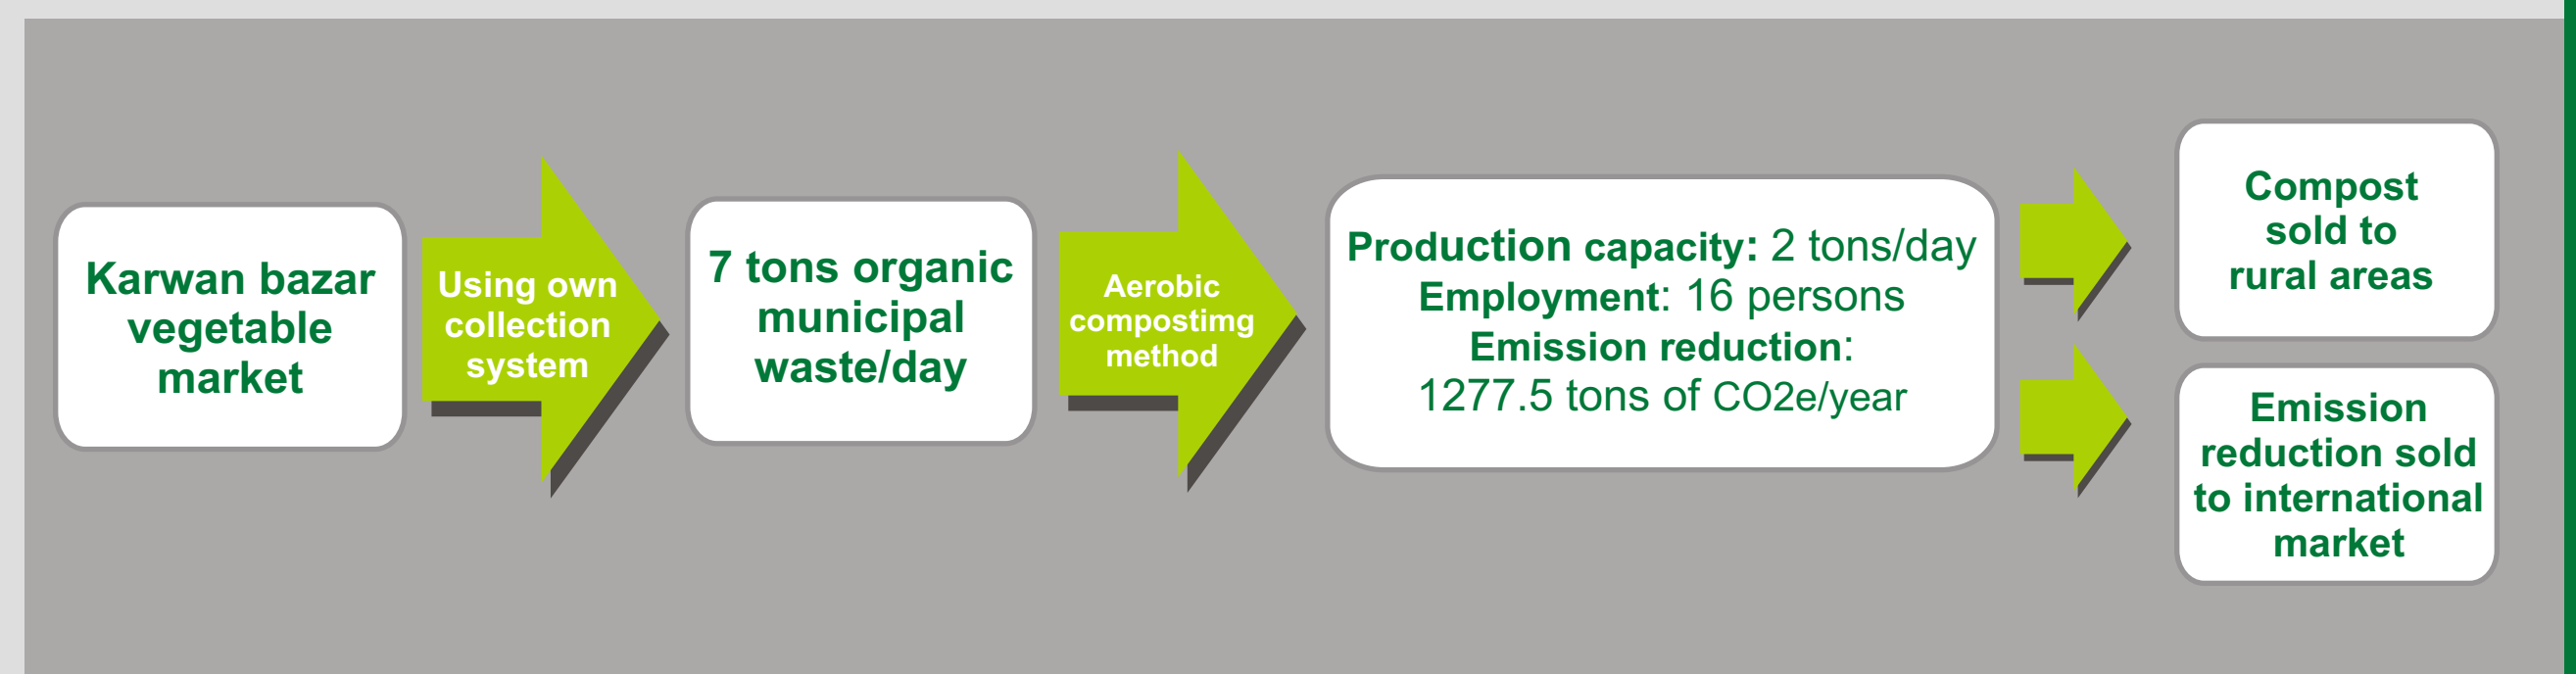 Karwan bazar
vegetable
market
Using own
collection
system
7 tons organic
municipal
waste/day
Aerobic
compostimg
method
Production capacity: 2 tons/day
Employment: 16 persons
Emission reduction:
1277.5 tons of CO2e/year
Compost
sold to
rural areas
Emission
reduction sold
to international
market